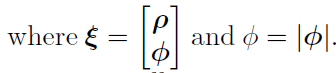 where ξ = [ρ ϕ] and ϕ = |ϕ|.